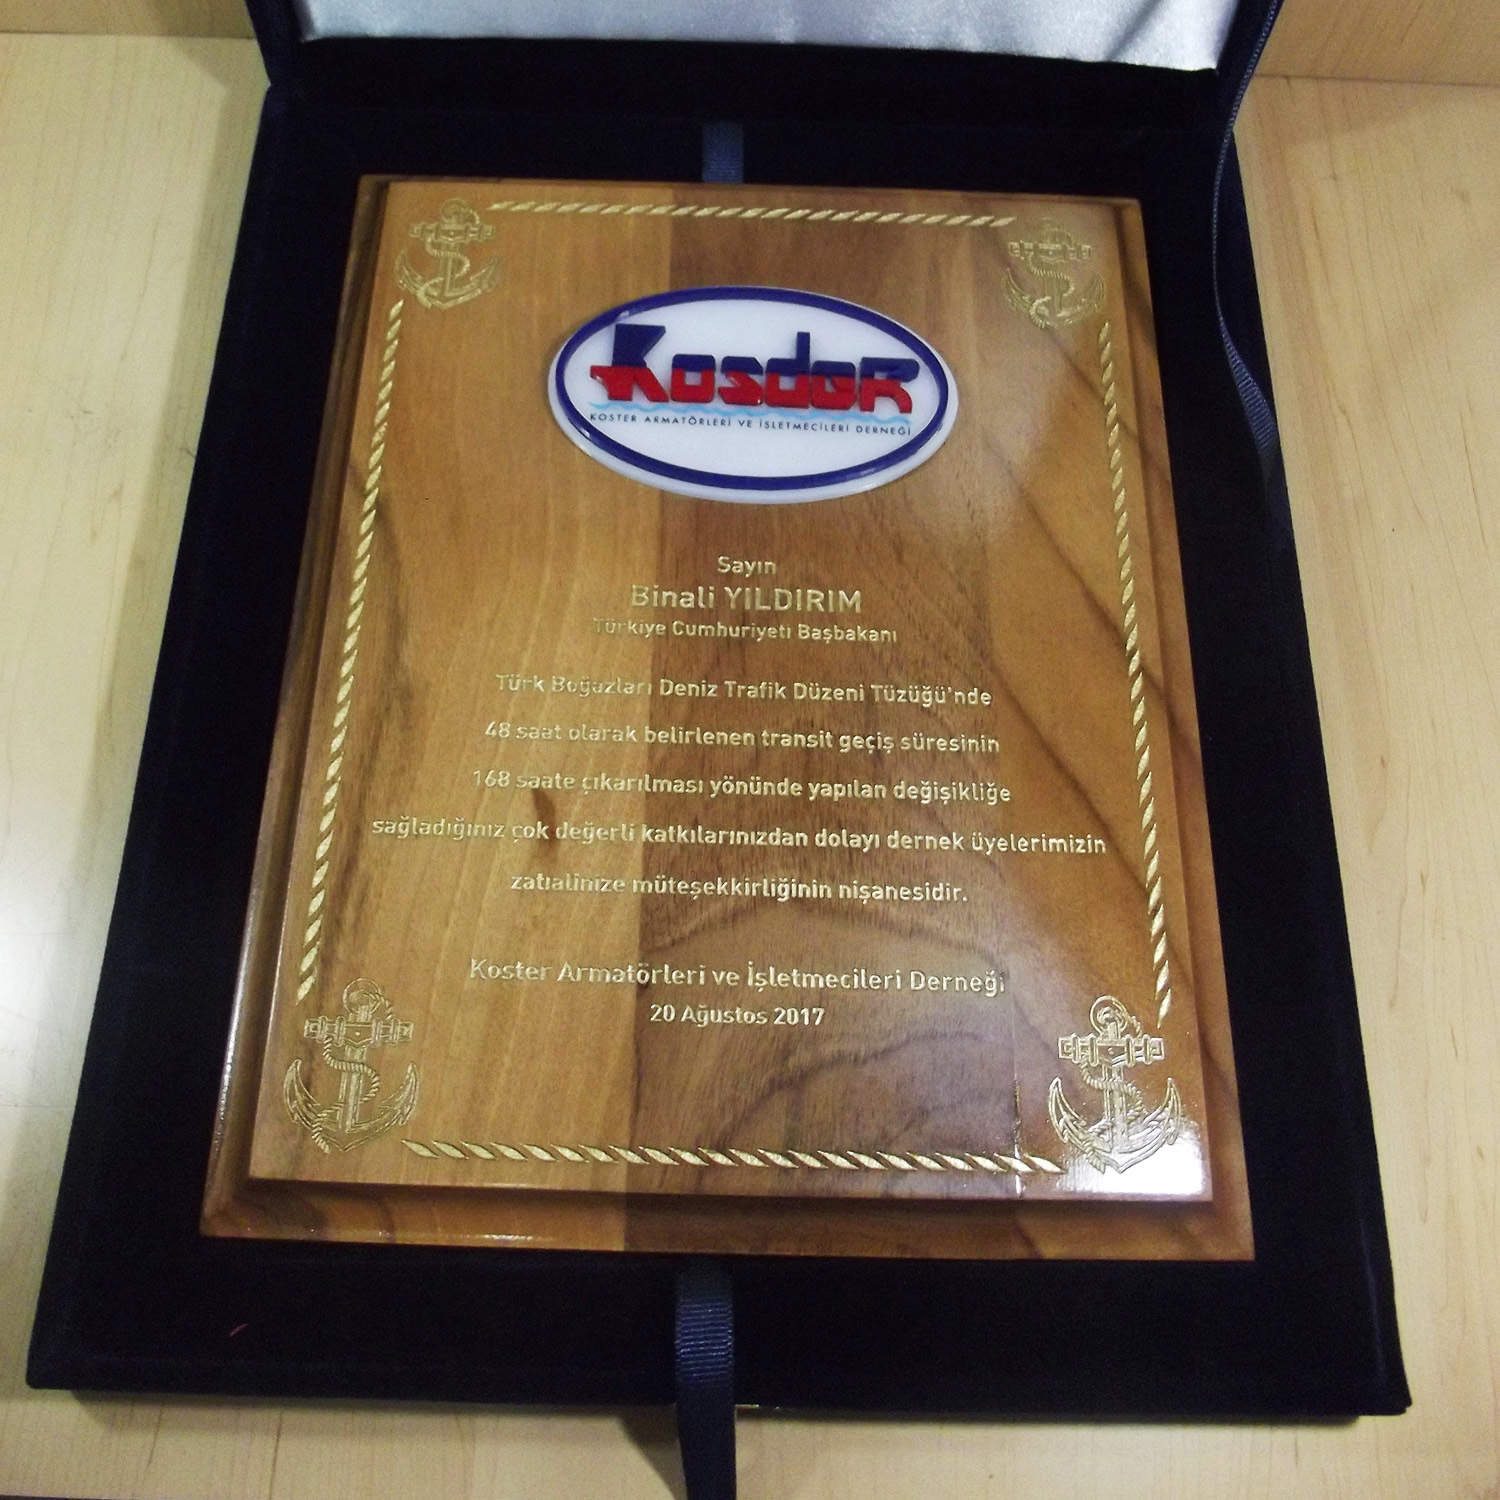 KOSDER
KOSTER ARMATÖRLERİ VE İŞLETMECİLERİ DERNEĞİ
Sayın
Binali YILDIRIM
Türkiye Cumhuriyeti Başbakanı
Türk Boğazları Deniz Trafik Düzeni Tüzüğü'nde
48 saat olarak belirlenen transit geçiş süresinin
168 saate çıkarılması yönünde yapılan değişikliğe
sağladığınız çok değerli katkılarınızdan dolayı dernek üyelerimizin
zatıalinize müteşekkirliğinin nişanesidir.
Koster Armatörleri ve İşletmecileri Derneği
20 Ağustos 2017